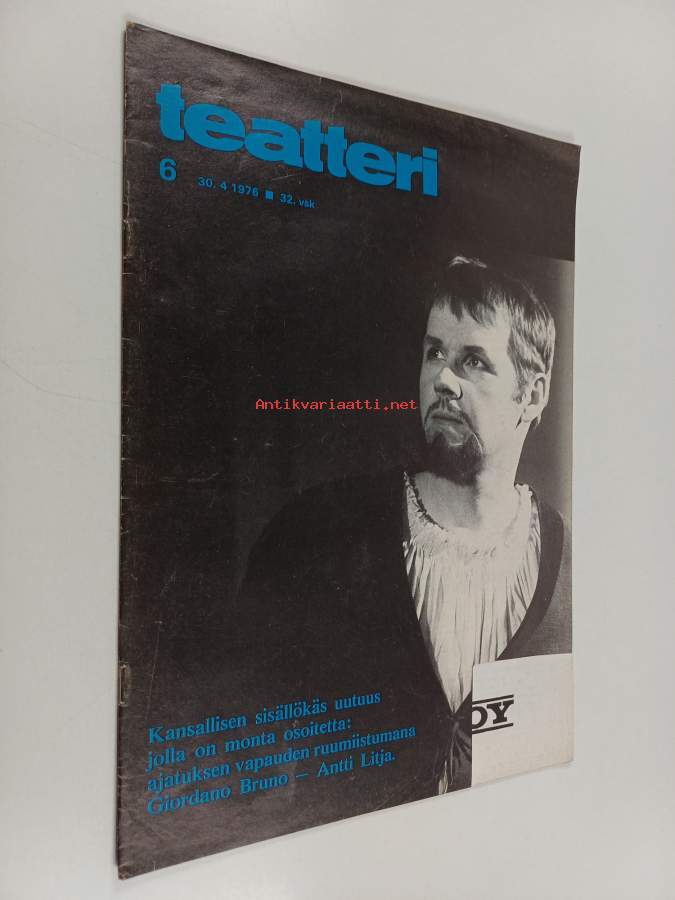 teatteri
6 30. 4 1976 ■ 32. vsk
Antikvariaatti.net
Kansallisen sisällökäs uutuus
jolla on monta osoitetta:
ajatuksen vapauden ruumiistumana
Giordano Bruno — Antti Litja.
OY